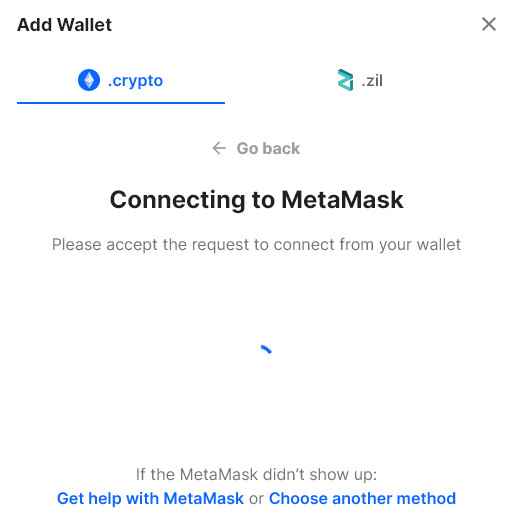 Add Wallet
.crypto .zil
Go back
Connecting to MetaMask
Please accept the request to connect from your wallet
If the MetaMask didn’t show up:
Get help with MetaMask or Choose another method